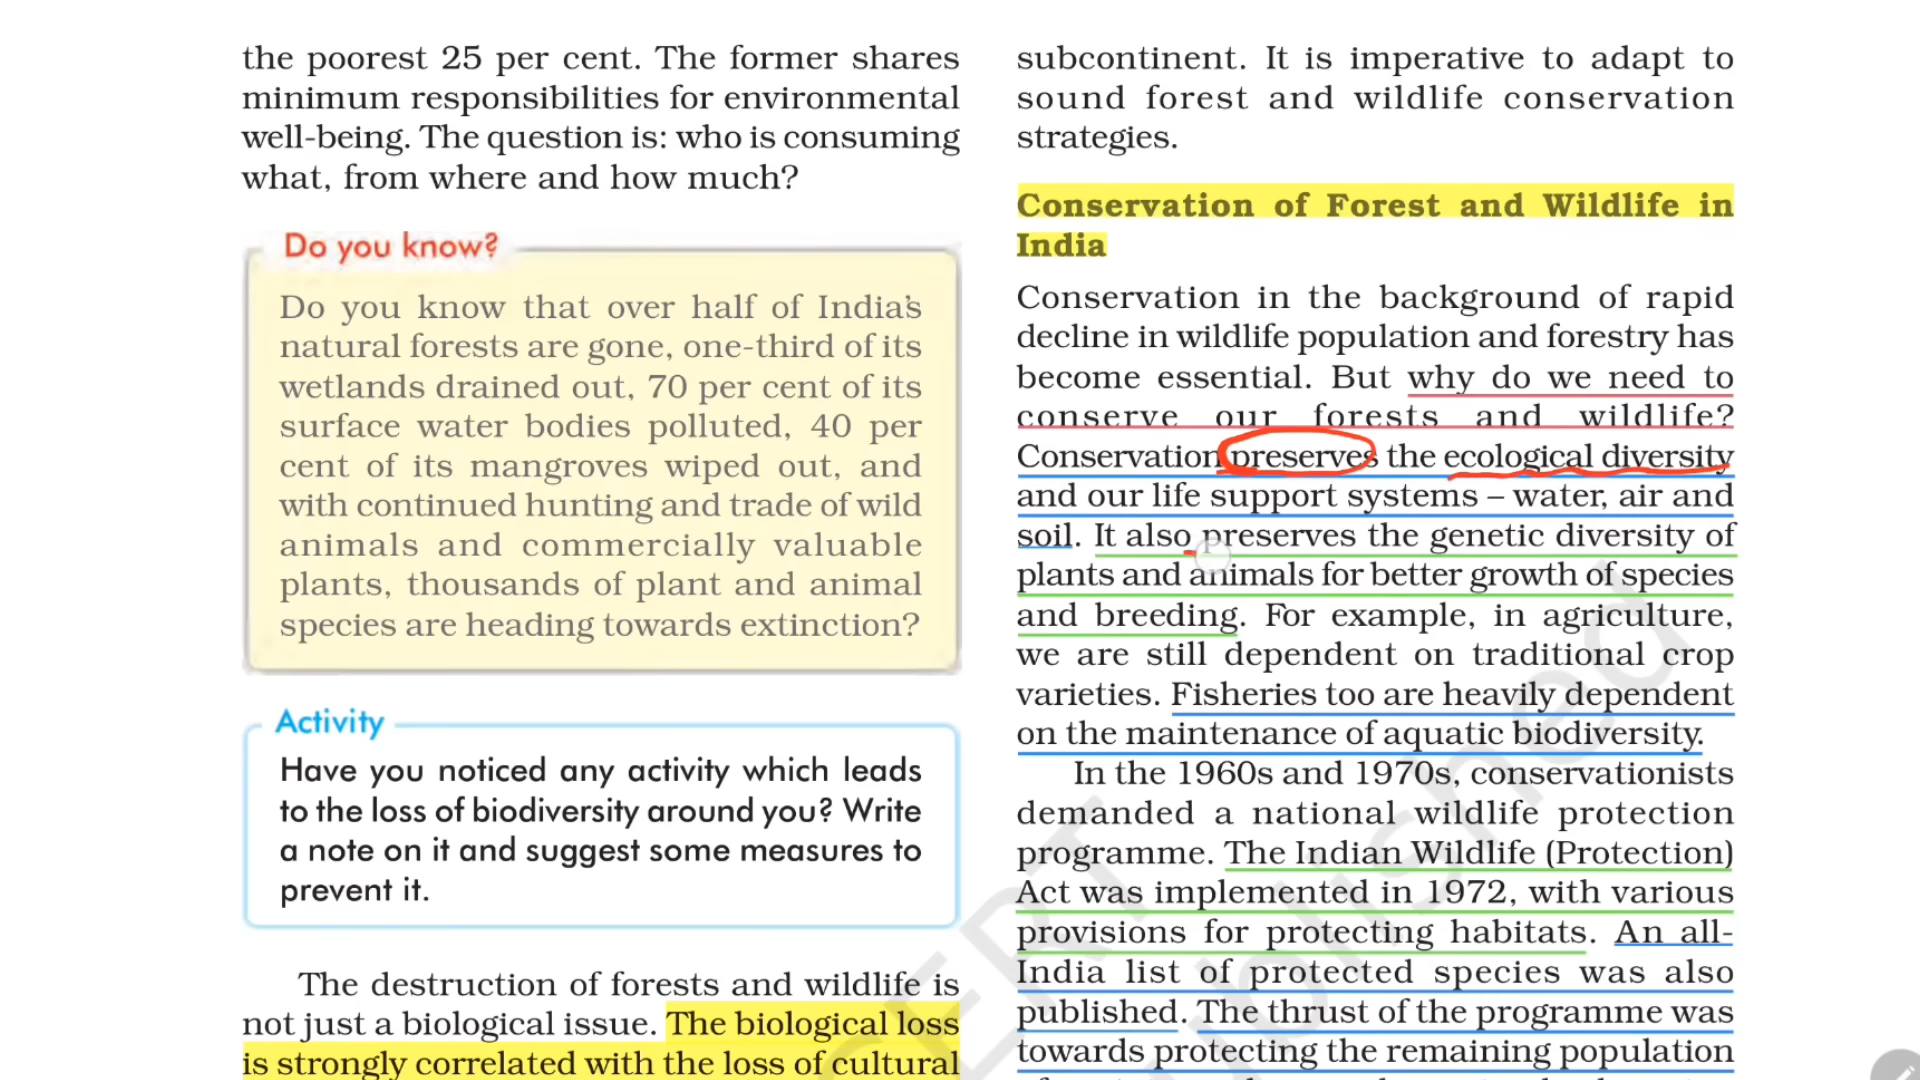 the poorest 25 per cent. The former shares
minimum responsibilities for environmental
well-being. The question is: who is consuming
what, from where and how much?
Do you know?
Do you know that over half of India's
natural forests are gone, one-third of its
wetlands drained out, 70 per cent of its
surface water bodies polluted, 40 per
cent of its mangroves wiped out, and
with continued hunting and trade of wild
animals and commercially valuable
plants, thousands of plant and animal
species are heading towards extinction?
Activity
Have you noticed any activity which leads
to the loss of biodiversity around you? Write
a note on it and suggest some measures to
prevent it.
The destruction of forests and wildlife is
not just a biological issue. The biological loss
is strongly correlated with the loss of cultural
subcontinent. It is imperative to adapt to
sound forest and wildlife conservation
strategies.
Conservation of Forest and Wildlife in
India
Conservation in the background of rapid
decline in wildlife population and forestry has
become essential. But why do we need to
conserve our forests and wildlife?
Conservation preserves the ecological diversity
and our life support systems – water, air and
soil. It also preserves the genetic diversity of
plants and animals for better growth of species
and breeding. For example, in agriculture,
we are still dependent on traditional crop
varieties. Fisheries too are heavily dependent
on the maintenance of aquatic biodiversity.
In the 1960s and 1970s, conservationists
demanded a national wildlife protection
programme. The Indian Wildlife (Protection)
Act was implemented in 1972, with various
provisions for protecting habitats. An all-
India list of protected species was also
published. The thrust of the programme was
towards protecting the remaining population